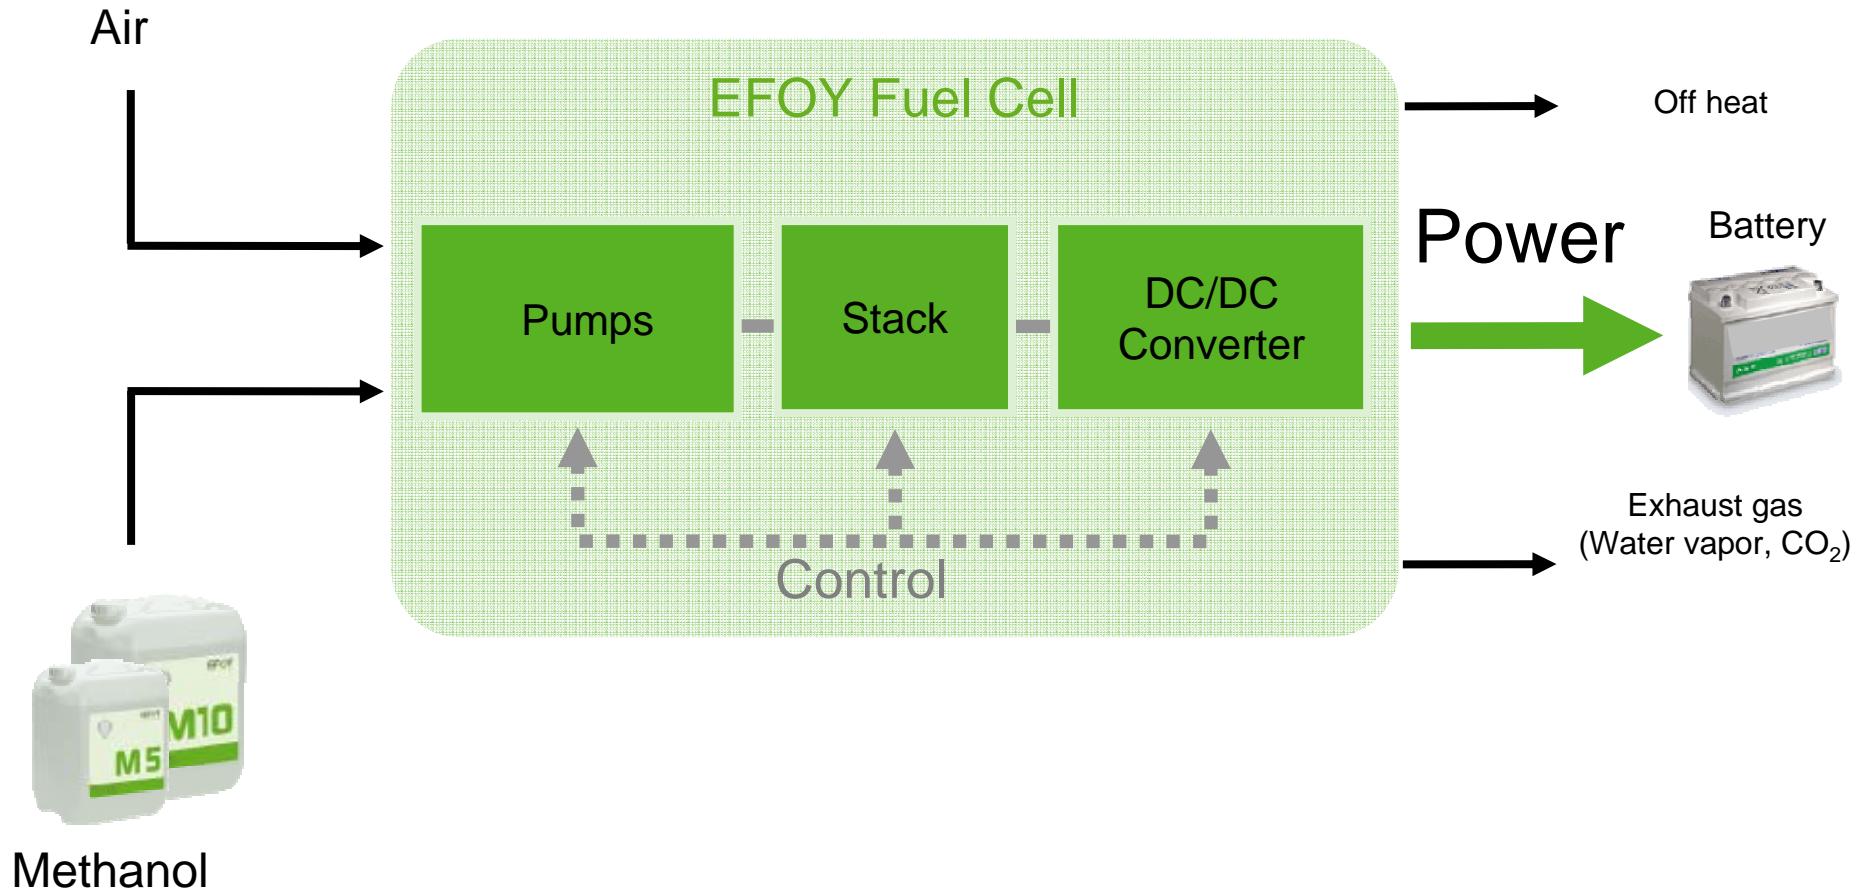 Air
EFOY Fuel Cell
Off heat
Power
Battery
Pumps
Stack
DC/DC
Converter
Exhaust gas
(Water vapor, CO₂)
Control
EFOY
M10
M5
Methanol